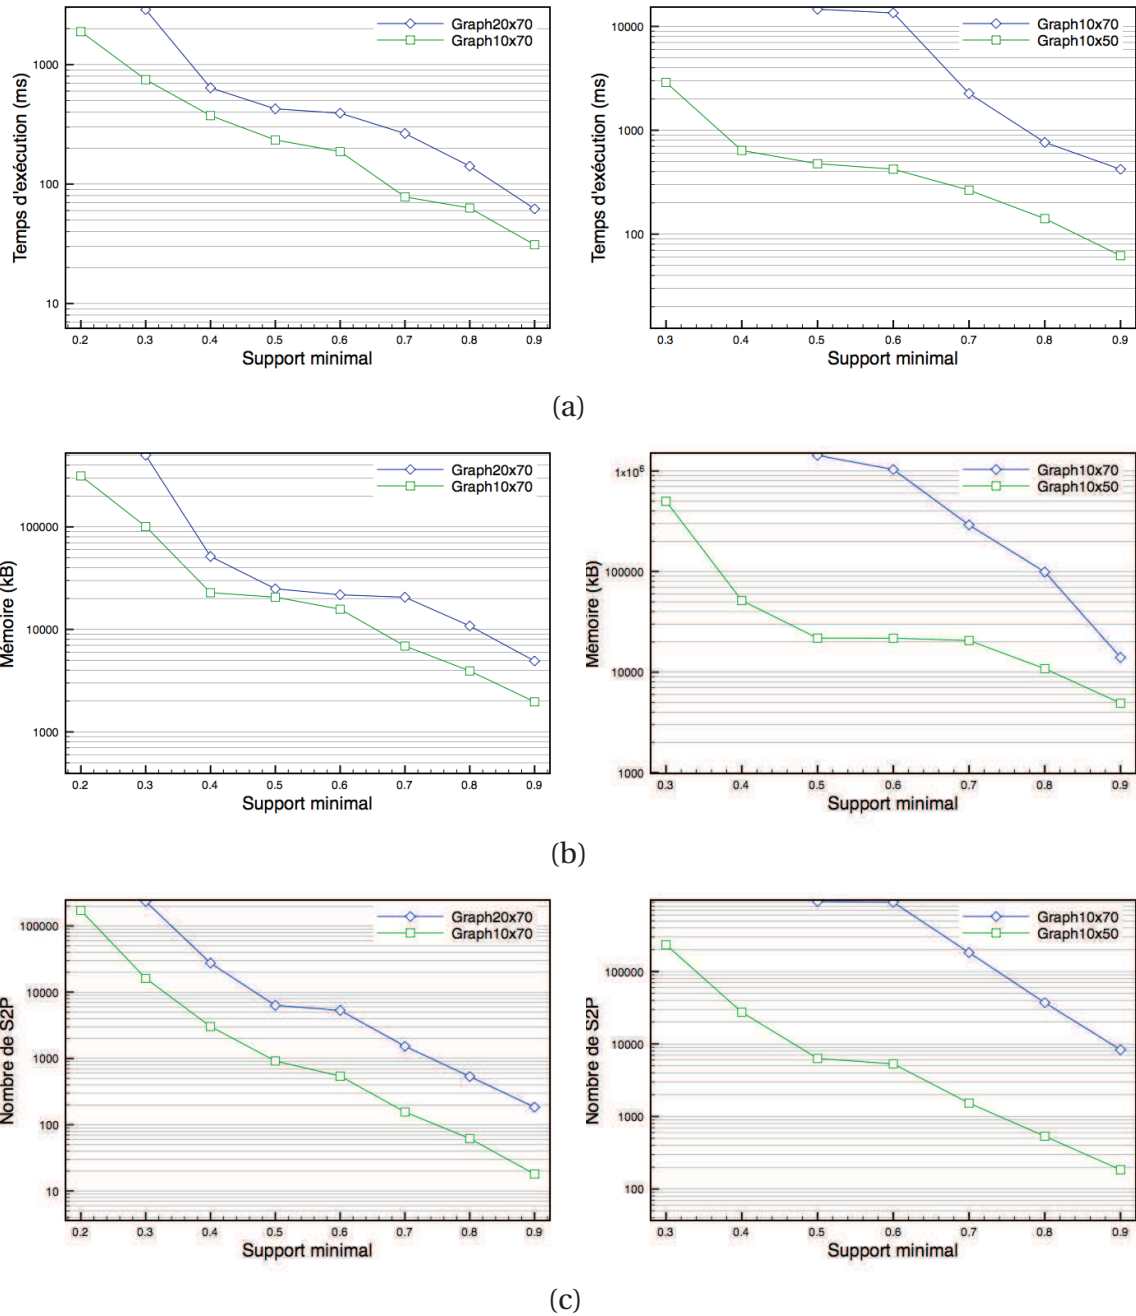 Graph20x70
Graph10x70
1000
100
10
Temps d'exécution (ms)
0.2 0.3 0.4 0.5 0.6 0.7 0.8 0.9
Support minimal
Graph10x70
Graph10x50
10000
1000
100
Temps d'exécution (ms)
0.3 0.4 0.5 0.6 0.7 0.8 0.9
Support minimal
(a)
Graph20x70
Graph10x70
100000
10000
1000
Mémoire (kB)
0.2 0.3 0.4 0.5 0.6 0.7 0.8 0.9
Support minimal
Graph10x70
Graph10x50
1x10⁶
100000
10000
1000
Mémoire (kB)
0.3 0.4 0.5 0.6 0.7 0.8 0.9
Support minimal
(b)
Graph20x70
Graph10x70
100000
10000
1000
100
10
Nombre de S2P
0.2 0.3 0.4 0.5 0.6 0.7 0.8 0.9
Support minimal
Graph10x70
Graph10x50
100000
10000
1000
100
Nombre de S2P
0.3 0.4 0.5 0.6 0.7 0.8 0.9
Support minimal
(c)